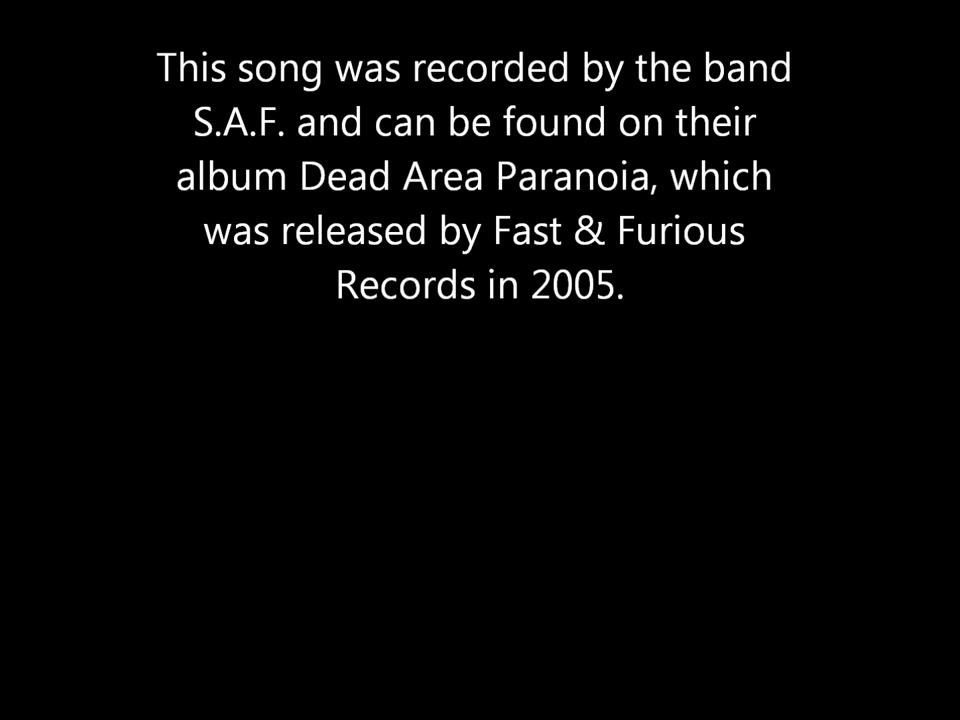 This song was recorded by the band
S.A.F. and can be found on their
album Dead Area Paranoia, which
was released by Fast & Furious
Records in 2005.